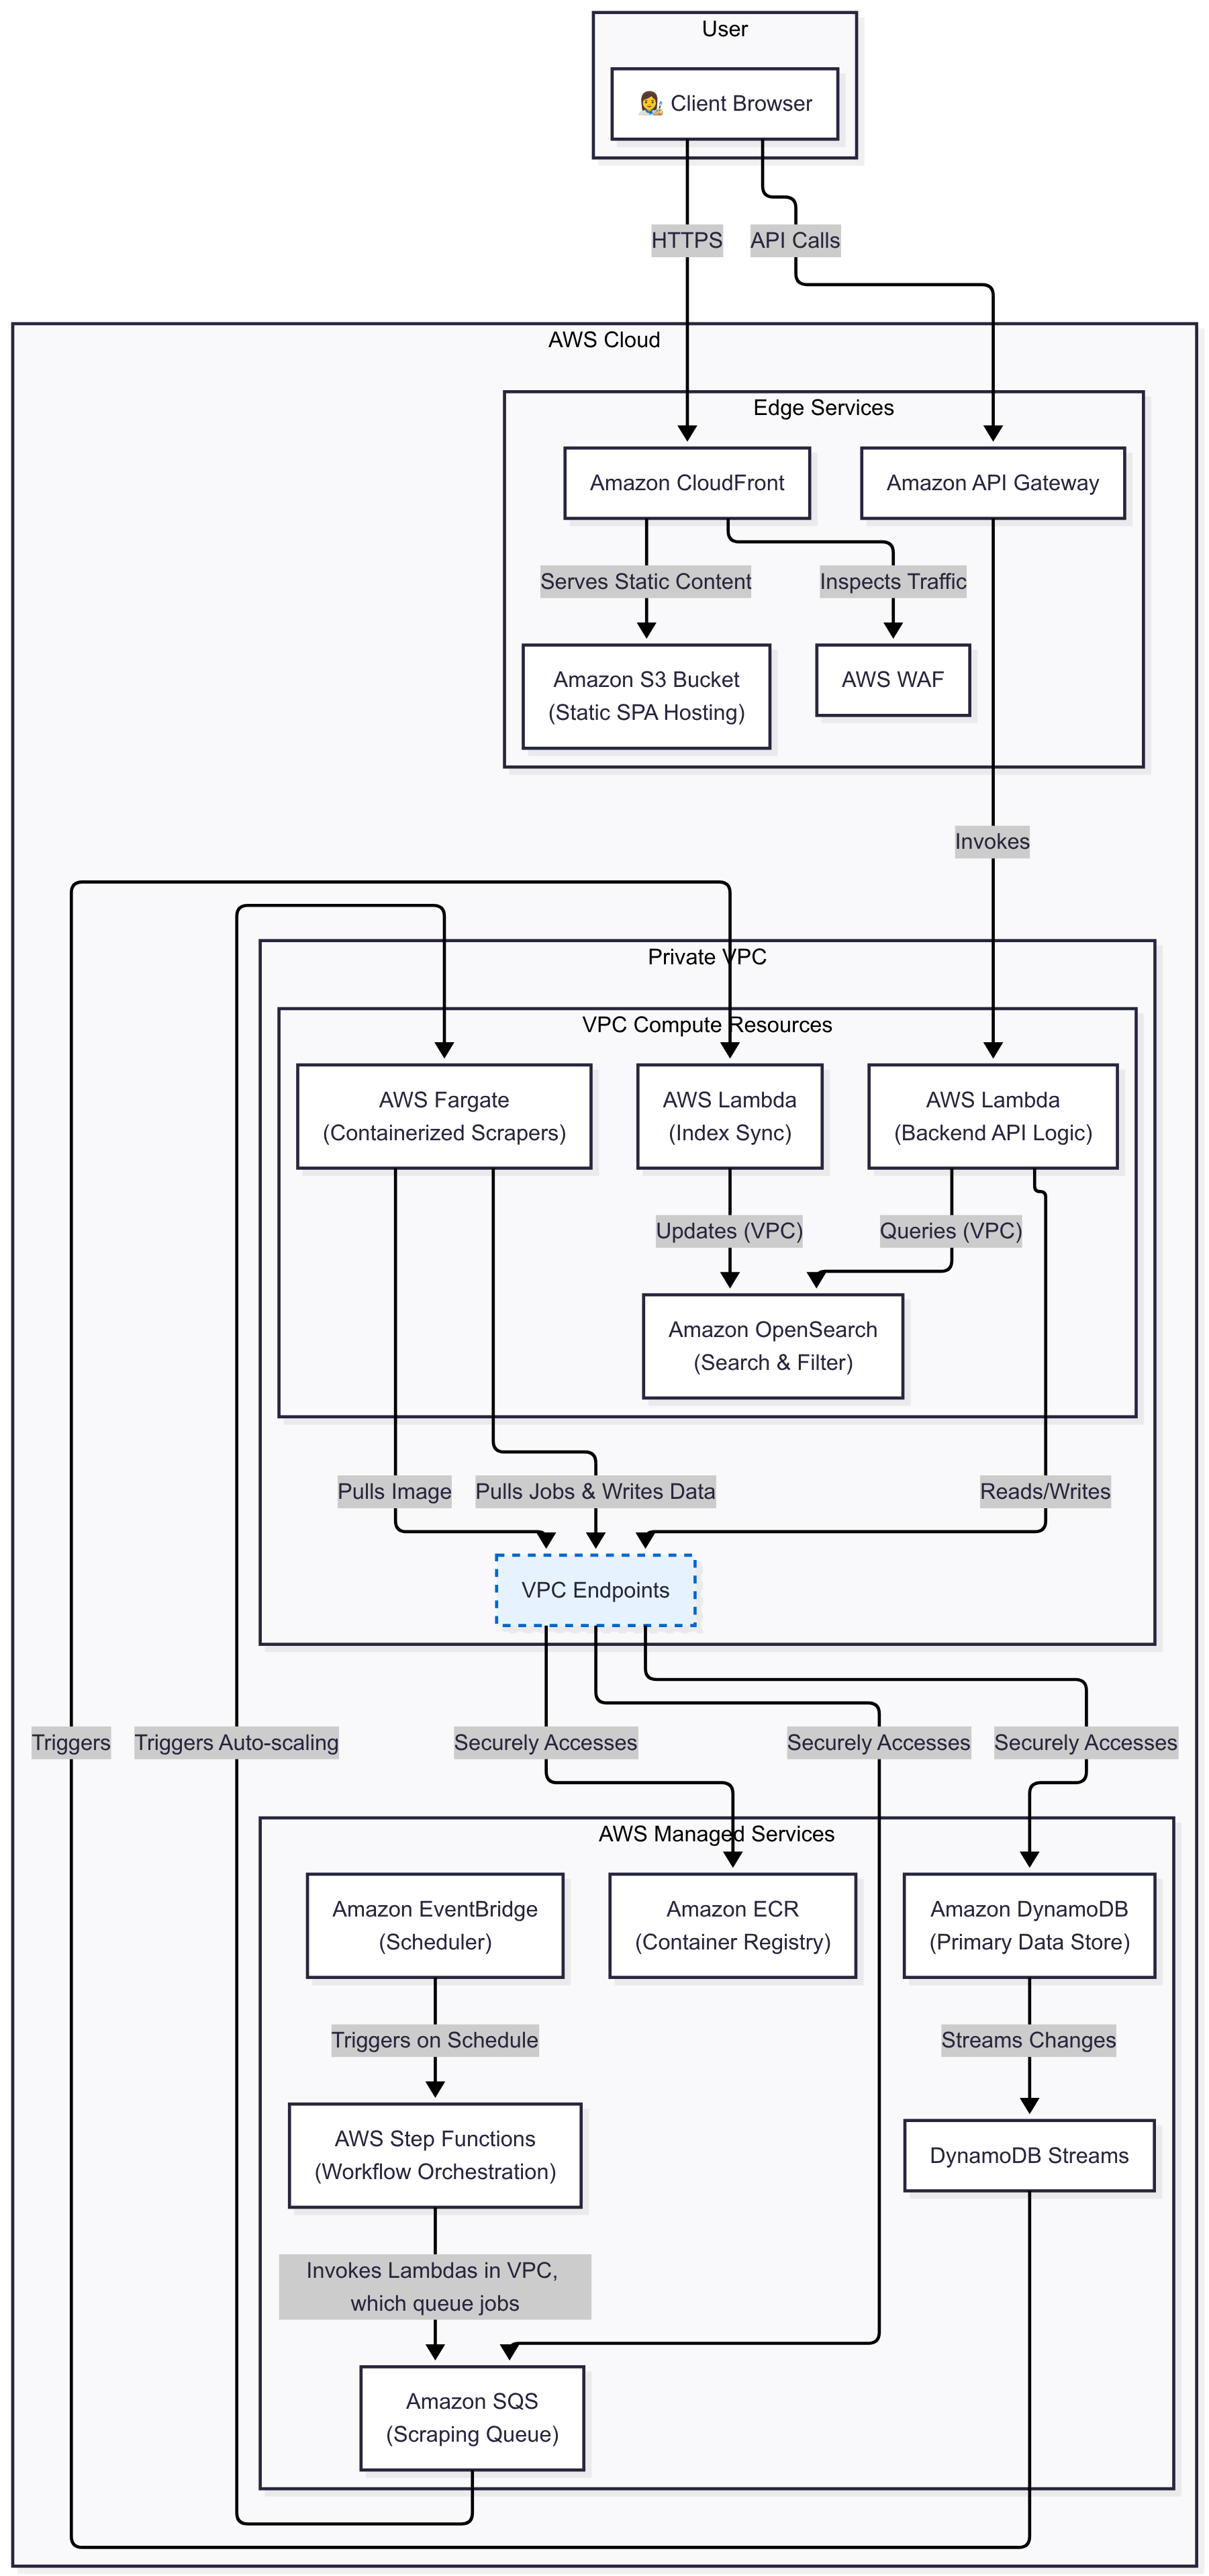 User
👩‍🎨 Client Browser
HTTPS
API Calls
AWS Cloud
Edge Services
Amazon CloudFront
Amazon API Gateway
Serves Static Content
Inspects Traffic
Amazon S3 Bucket
(Static SPA Hosting)
AWS WAF
Invokes
Private VPC
VPC Compute Resources
AWS Fargate
(Containerized Scrapers)
AWS Lambda
(Index Sync)
AWS Lambda
(Backend API Logic)
Updates (VPC)
Queries (VPC)
Amazon OpenSearch
(Search & Filter)
Pulls Image
Pulls Jobs & Writes Data
Reads/Writes
VPC Endpoints
Triggers
Triggers Auto-scaling
Securely Accesses
Securely Accesses
Securely Accesses
AWS Managed Services
Amazon EventBridge
(Scheduler)
Amazon ECR
(Container Registry)
Amazon DynamoDB
(Primary Data Store)
Triggers on Schedule
Streams Changes
AWS Step Functions
(Workflow Orchestration)
DynamoDB Streams
Invokes Lambdas in VPC,
which queue jobs
Amazon SQS
(Scraping Queue)